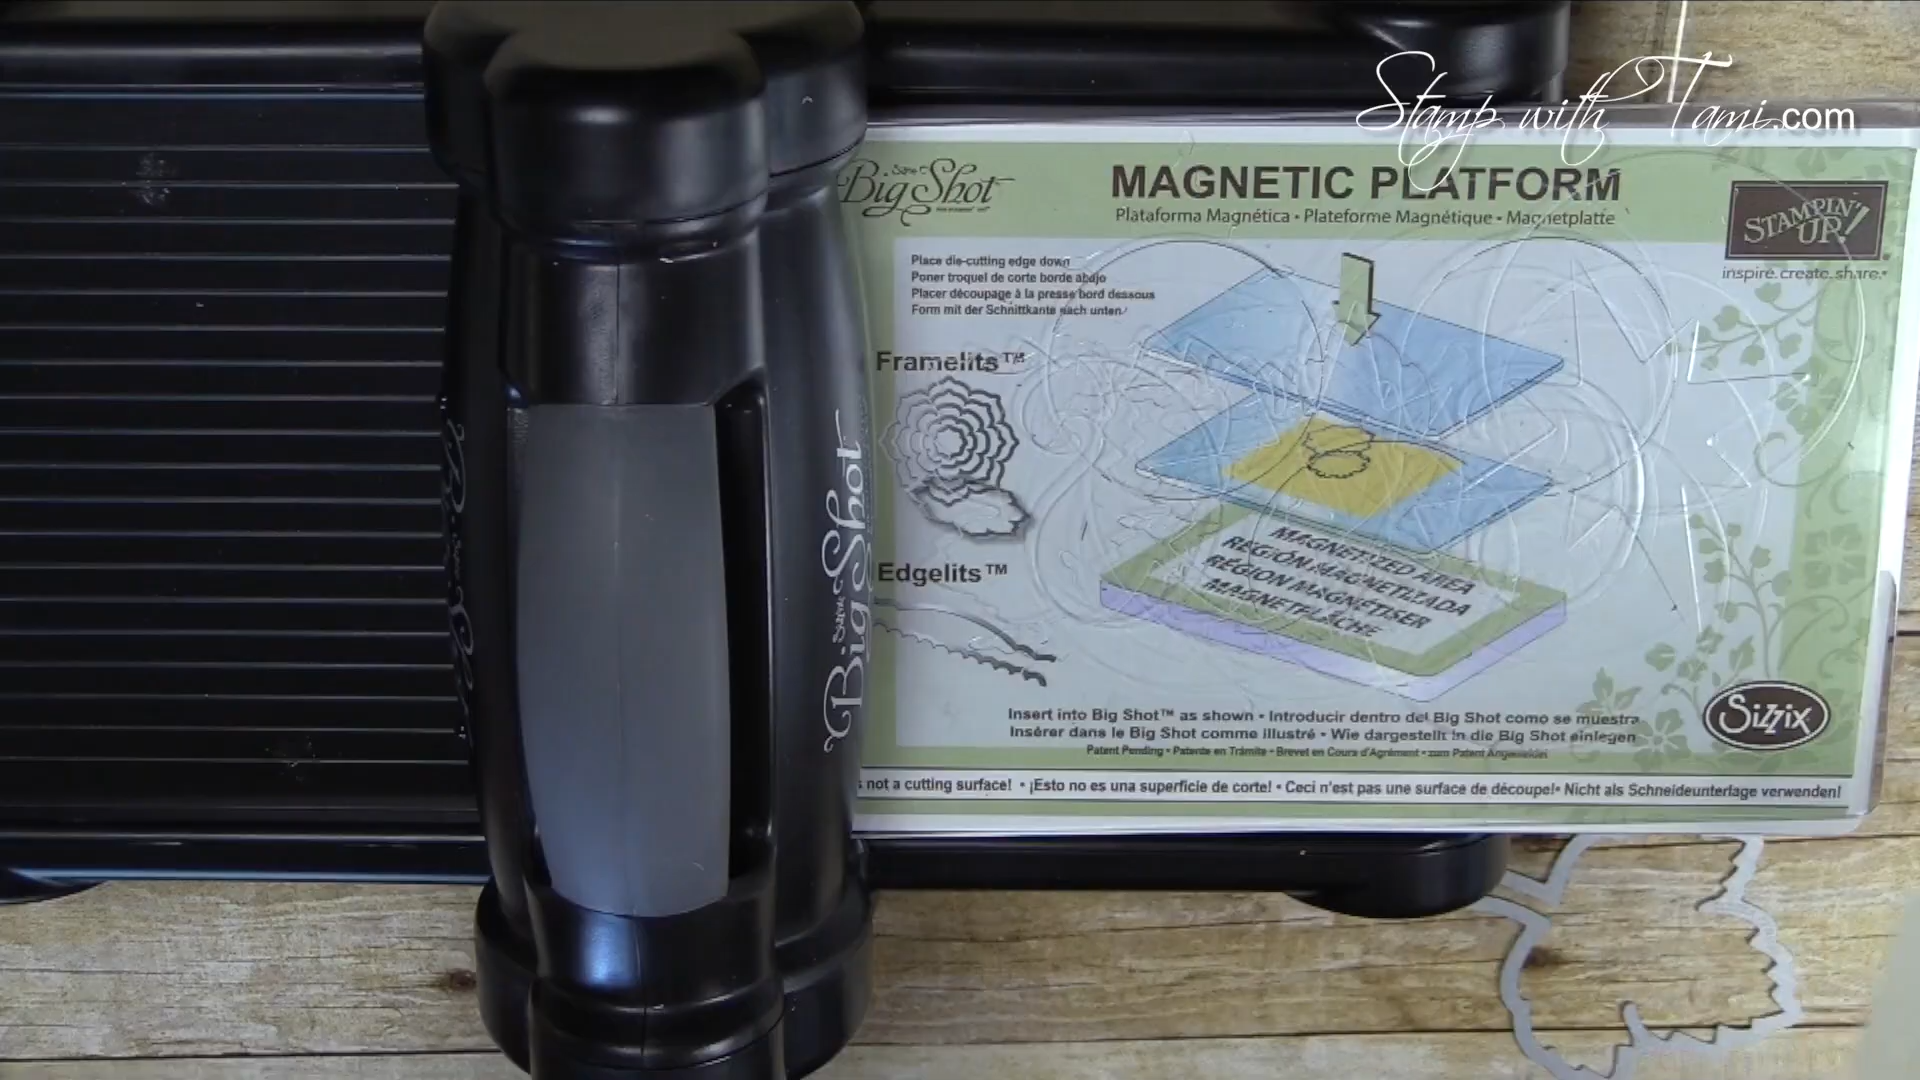 Stamp with Tami.com
Big Shot
MAGNETIC PLATFORM
Plataforma Magnética • Plateforme Magnétique • Magnetplatte
STAMPIN' UP!
inspire. create. share.
Place die-cutting edge down
Poner troquel de corte borde abajo
Placer découpage à la presse bord dessous
Form mit der Schnittkante nach unten
Framelits™
Edgelits™
MAGNETIZED AREA
REGIÓN MAGNETIZADA
RÉGION MAGNÉTISER
MAGNETFLÄCHE
Big Shot
Sizzix
Insert into Big Shot™ as shown • Introducir dentro del Big Shot como se muestra
Insérer dans le Big Shot comme illustré • Wie dargestellt in die Big Shot einlegen
Patent Pending • Patente en Trámite • Brevet en Cours d'Agrément • zum Patent Angemeldet
not a cutting surface! • ¡Esto no es una superficie de corte! • Ceci n'est pas une surface de découpe!• Nicht als Schneideunterlage verwenden!